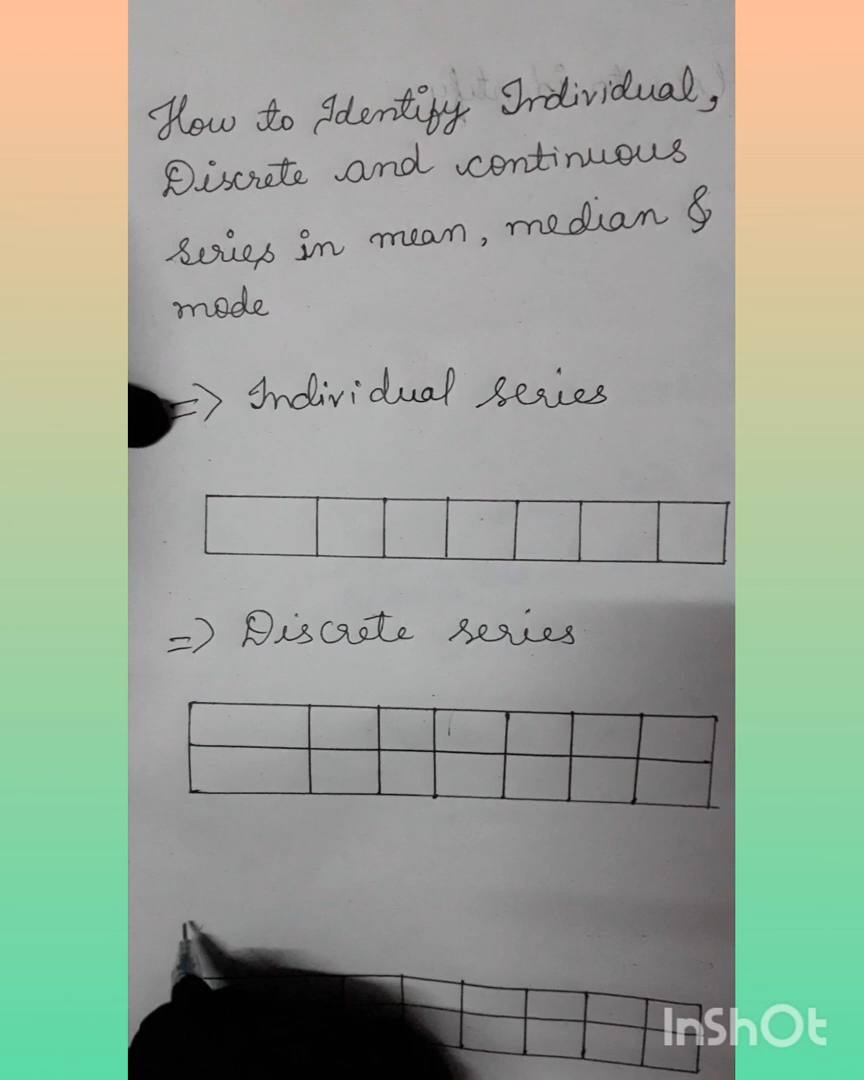 How to Identify Individual,
Discrete and continuous
series in mean, median &
mode
=> Individual series
=> Discrete series
InShOt